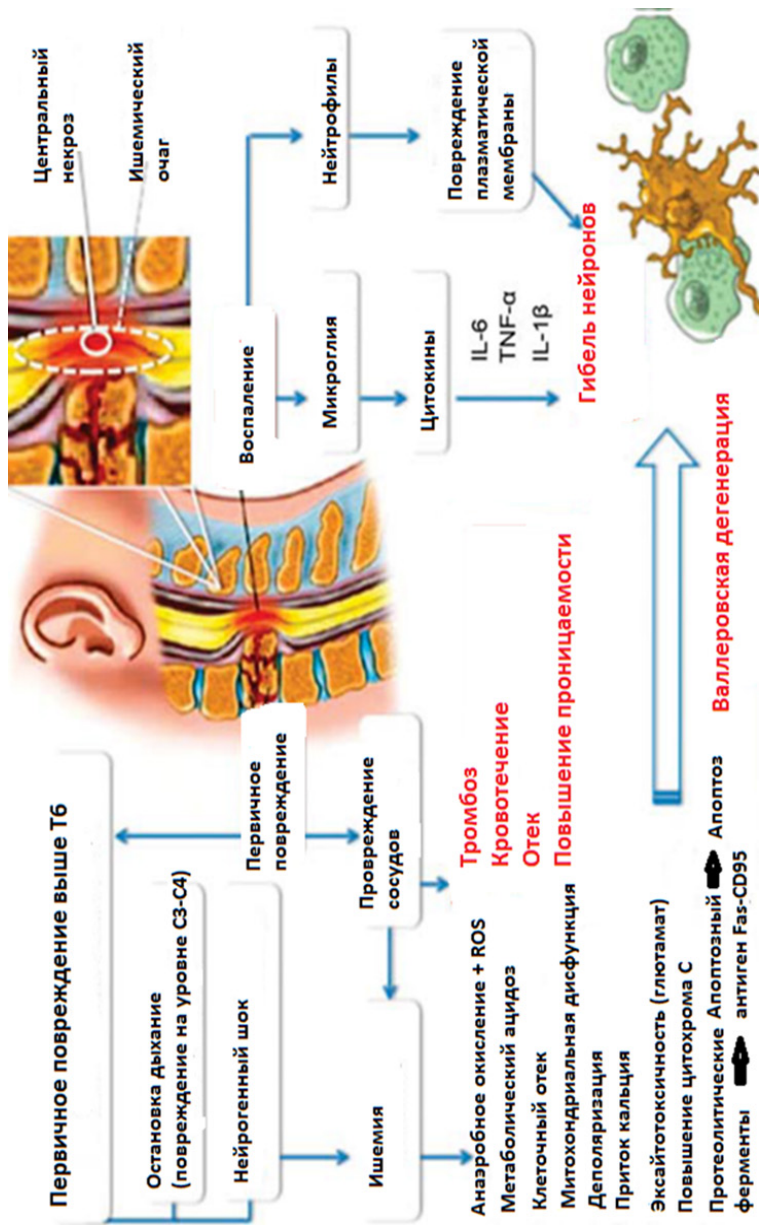 Первичное повреждение выше Т6
Остановка дыхание
(повреждение на уровне С3-С4)
Нейрогенный шок
Ишемия
Анаэробное окисление + ROS
Метаболический ацидоз
Клеточный отек
Митохондриальная дисфункция
Деполяризация
Приток кальция
Эксайтотоксичность (глютамат)
Повышение цитохрома С
Протеолитические
ферменты
Апоптозный
антиген Fas-CD95
Апоптоз
Первичное
повреждение
Провреждение
сосудов
Тромбоз
Кровотечение
Отек
Повышение проницаемости
Валлеровская дегенерация
Центральный
некроз
Ишемический
очаг
Воспаление
Микроглия
Цитокины
IL-6
TNF-α
IL-1β
Нейтрофилы
Повреждение
плазматической
мембраны
Гибель нейронов